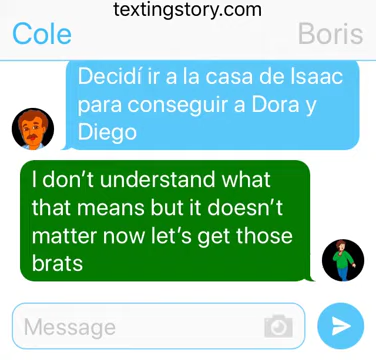 textingstory.com
Cole Boris
Decidí ir a la casa de Isaac
para conseguir a Dora y
Diego
I don’t understand what
that means but it doesn’t
matter now let’s get those
brats
Message